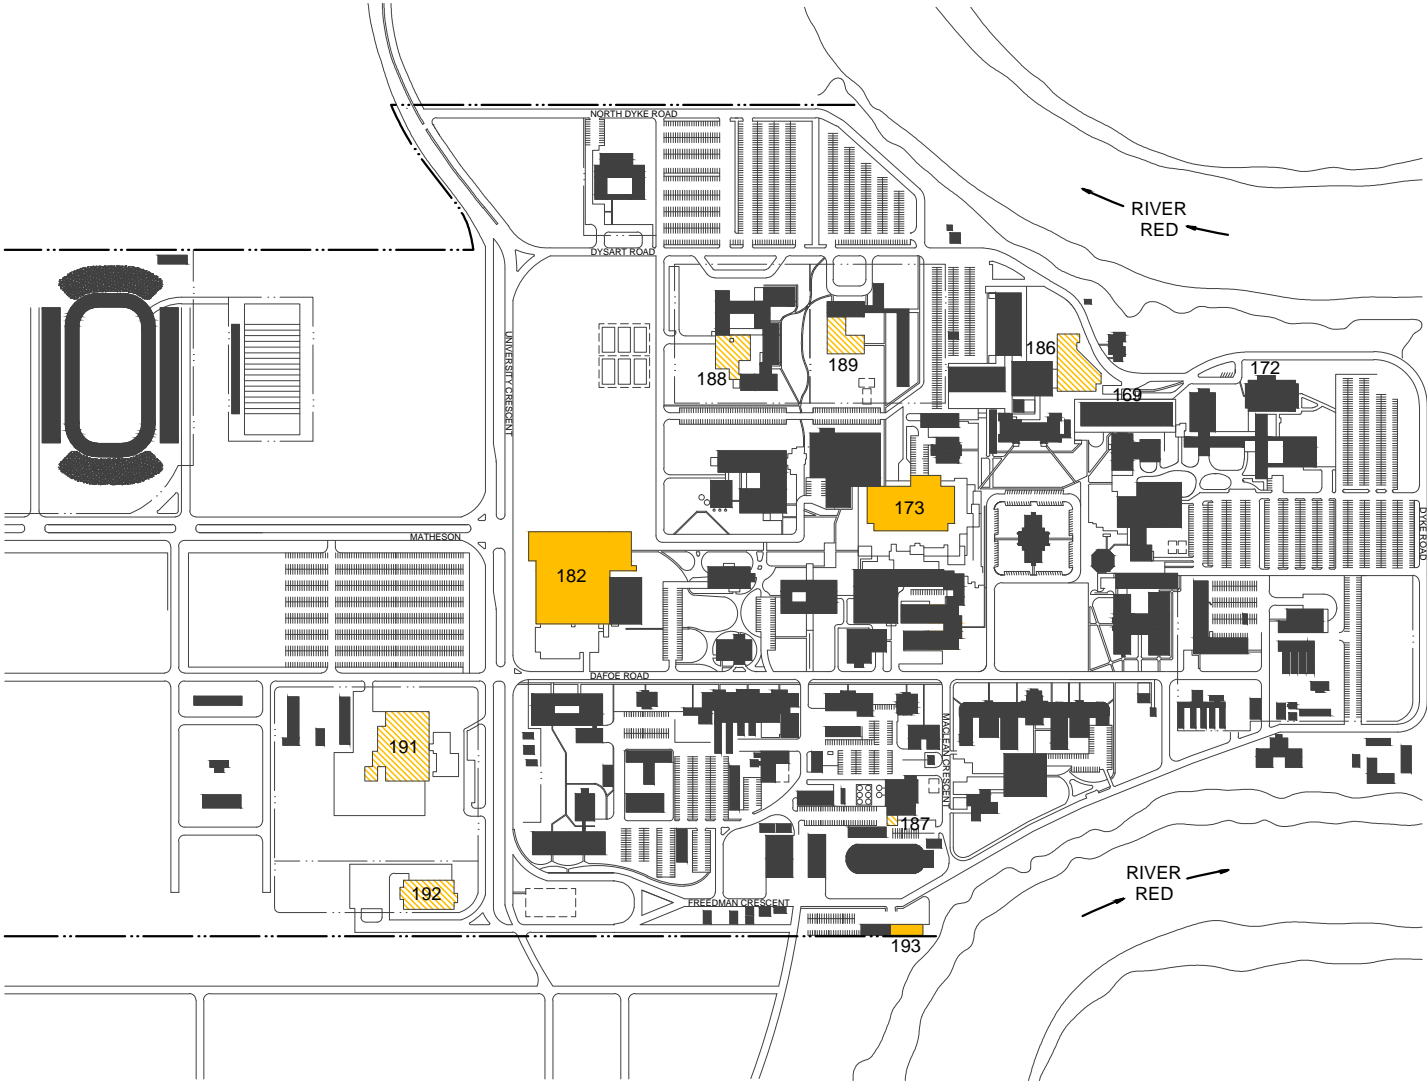 NORTH DYKE ROAD
RIVER
RED
DYSART ROAD
UNIVERSITY CRESCENT
186
189
188
172
169
173
DYKE ROAD
MATHESON
182
DAFOE ROAD
MACLEAN CRESCENT
191
187
RIVER
RED
192
FREEDMAN CRESCENT
193